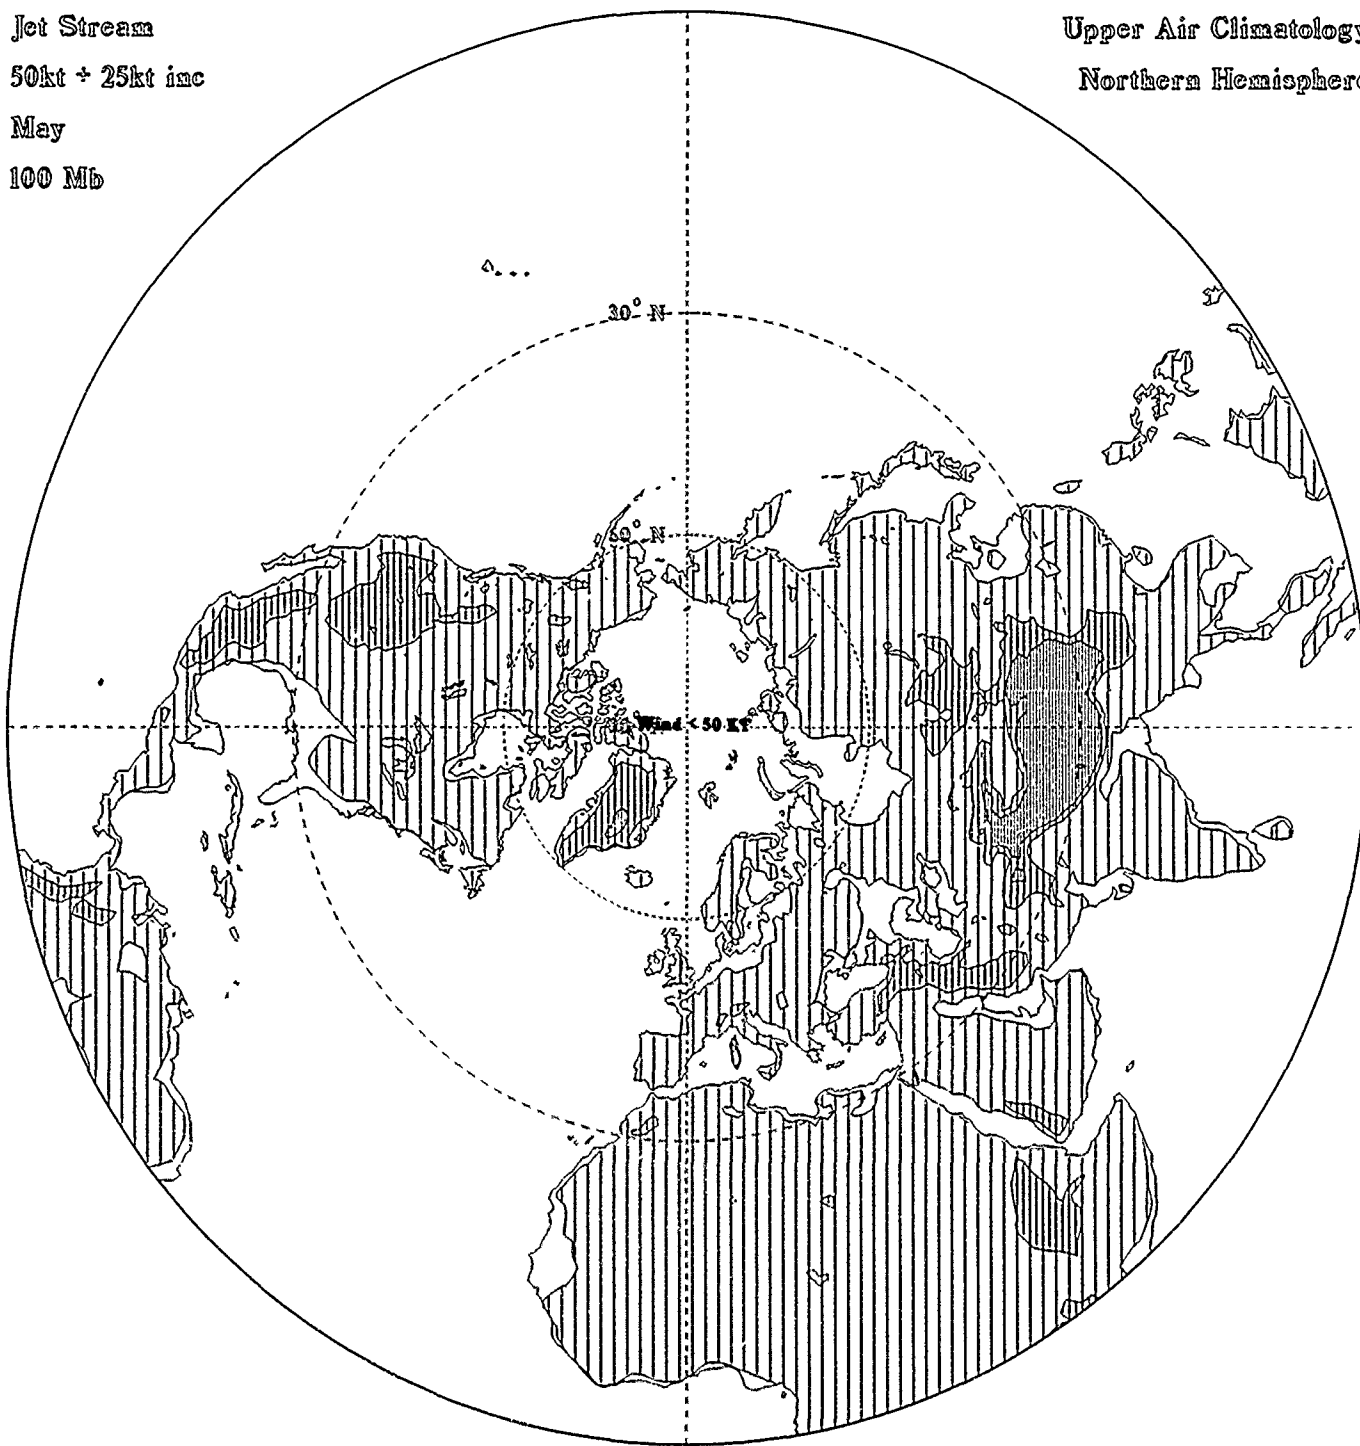 Jet Stream
50kt + 25kt inc
May
100 Mb
Upper Air Climatology
Northern Hemisphere
30° N
60° N
Wind < 50 KT